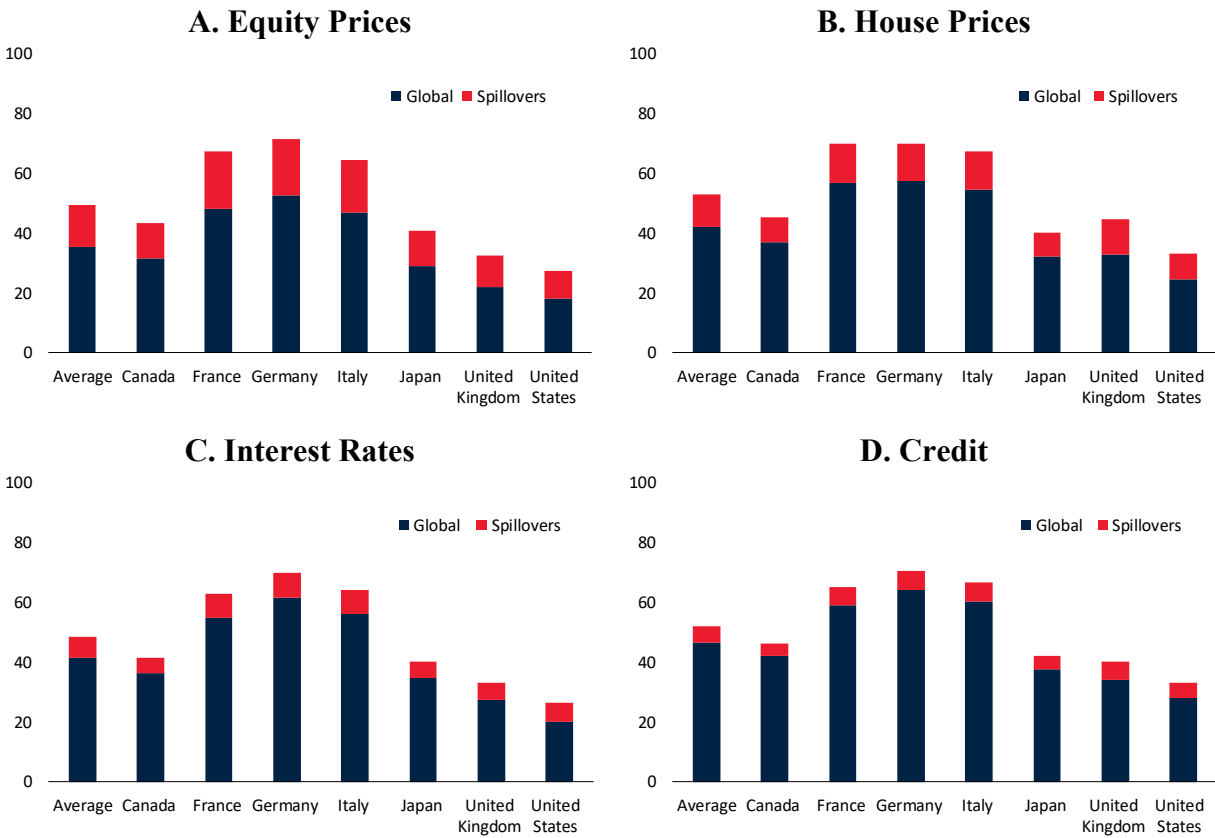 A. Equity Prices
100
80
60
40
20
0
Global Spillovers
Average Canada France Germany Italy Japan United Kingdom United States
B. House Prices
100
80
60
40
20
0
Global Spillovers
Average Canada France Germany Italy Japan United Kingdom United States
C. Interest Rates
100
80
60
40
20
0
Global Spillovers
Average Canada France Germany Italy Japan United Kingdom United States
D. Credit
100
80
60
40
20
0
Global Spillovers
Average Canada France Germany Italy Japan United Kingdom United States